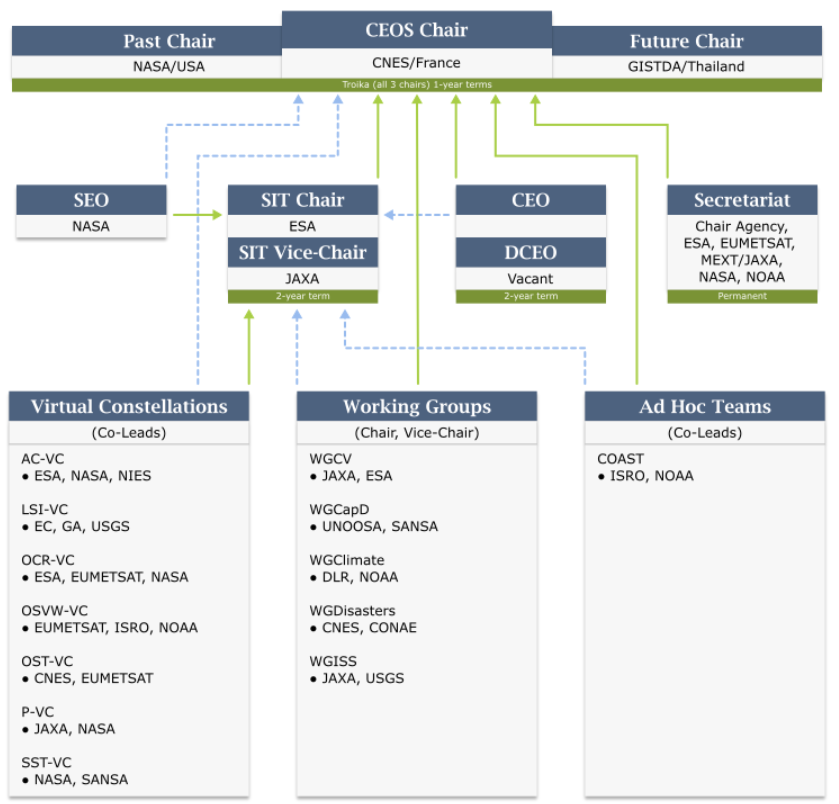 Past Chair
NASA/USA
CEOS Chair
CNES/France
Future Chair
GISTDA/Thailand
Troika (all 3 chairs) 1-year terms
SEO
NASA
SIT Chair
ESA
SIT Vice-Chair
JAXA
2-year term
CEO
DCEO
Vacant
2-year term
Secretariat
Chair Agency,
ESA, EUMETSAT,
MEXT/JAXA,
NASA, NOAA
Permanent
Virtual Constellations
(Co-Leads)
AC-VC
● ESA, NASA, NIES
LSI-VC
● EC, GA, USGS
OCR-VC
● ESA, EUMETSAT, NASA
OSVW-VC
● EUMETSAT, ISRO, NOAA
OST-VC
● CNES, EUMETSAT
P-VC
● JAXA, NASA
SST-VC
● NASA, SANSA
Working Groups
(Chair, Vice-Chair)
WGCV
● JAXA, ESA
WGCapD
● UNOOSA, SANSA
WGClimate
● DLR, NOAA
WGDisasters
● CNES, CONAE
WGISS
● JAXA, USGS
Ad Hoc Teams
(Co-Leads)
COAST
● ISRO, NOAA